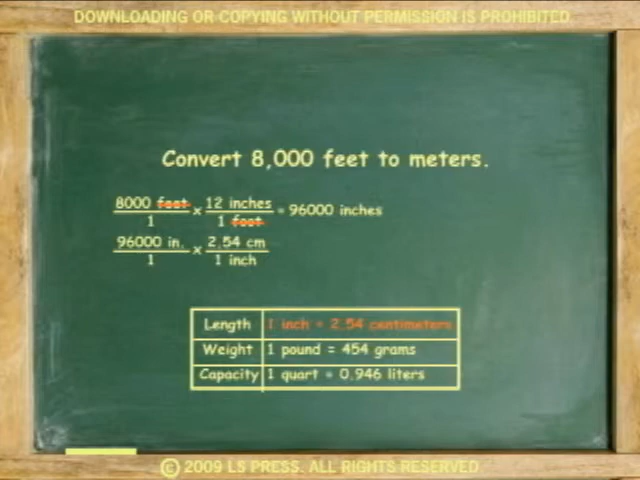 DOWNLOADING OR COPYING WITHOUT PERMISSION IS PROHIBITED.
Convert 8,000 feet to meters.
8000 feet / 1 x 12 inches / 1 foot = 96000 inches
96000 in. / 1 x 2.54 cm / 1 inch
Length 1 inch = 2.54 centimeters
Weight 1 pound = 454 grams
Capacity 1 quart = 0.946 liters
© 2009 LS PRESS. ALL RIGHTS RESERVED